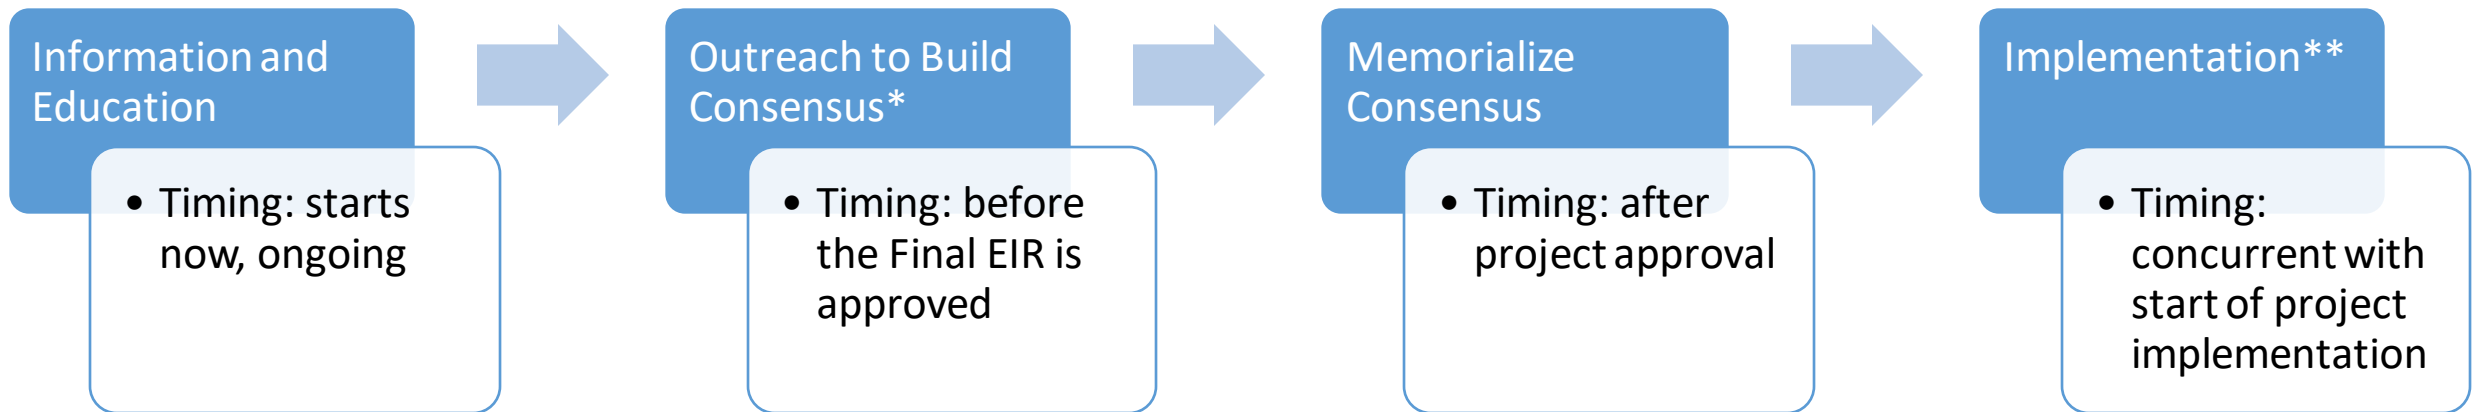 Information and
Education
• Timing: starts
now, ongoing
Outreach to Build
Consensus*
• Timing: before
the Final EIR is
approved
Memorialize
Consensus
• Timing: after
project approval
Implementation**
• Timing:
concurrent with
start of project
implementation